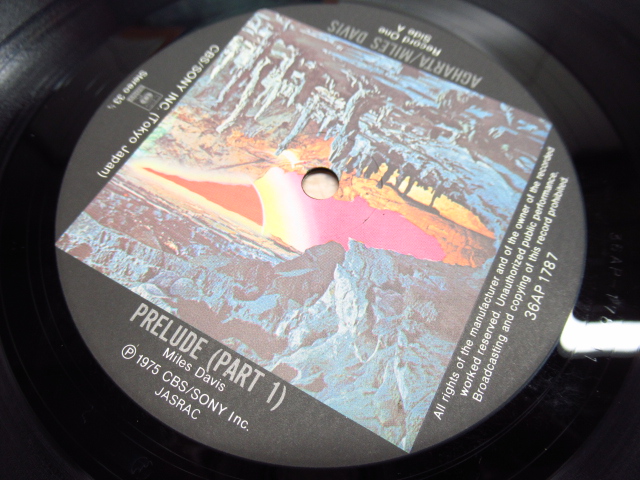 AGHARTA/MILES DAVIS
Record One
Side A
CBS/SONY INC (Tokyo Japan)
Stereo 33⅓
PRELUDE (PART 1)
Miles Davis
Ⓟ 1975 CBS/SONY Inc.
JASRAC
36AP 1787
All rights of the manufacturer and of the owner of the recorded
worked reserved. Unauthorized public performance.
Broadcasting and copying of this record prohibited.